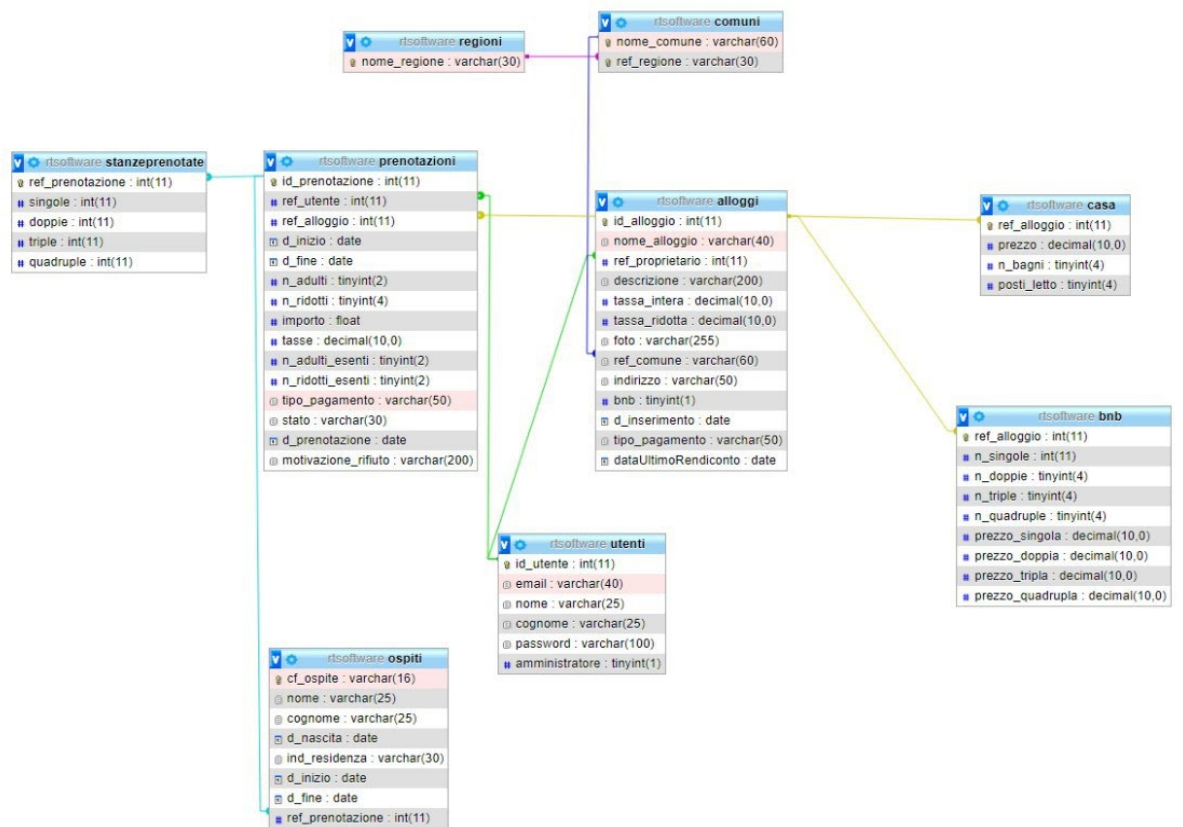 rtsoftware regioni
nome_regione : varchar(30)
rtsoftware comuni
nome_comune : varchar(60)
ref_regione : varchar(30)
rtsoftware stanzeprenotate
ref_prenotazione : int(11)
singole : int(11)
doppie : int(11)
triple : int(11)
quadruple : int(11)
rtsoftware prenotazioni
id_prenotazione : int(11)
ref_utente : int(11)
ref_alloggio : int(11)
d_inizio : date
d_fine : date
n_adulti : tinyint(2)
n_ridotti : tinyint(4)
importo : float
tasse : decimal(10,0)
n_adulti_esenti : tinyint(2)
n_ridotti_esenti : tinyint(2)
tipo_pagamento : varchar(50)
stato : varchar(30)
d_prenotazione : date
motivazione_rifiuto : varchar(200)
rtsoftware alloggi
id_alloggio : int(11)
nome_alloggio : varchar(40)
ref_proprietario : int(11)
descrizione : varchar(200)
tassa_intera : decimal(10,0)
tassa_ridotta : decimal(10,0)
foto : varchar(255)
ref_comune : varchar(60)
indirizzo : varchar(50)
bnb : tinyint(1)
d_inserimento : date
tipo_pagamento : varchar(50)
dataUltimoRendiconto : date
rtsoftware casa
ref_alloggio : int(11)
prezzo : decimal(10,0)
n_bagni : tinyint(4)
posti_letto : tinyint(4)
rtsoftware bnb
ref_alloggio : int(11)
n_singole : int(11)
n_doppie : tinyint(4)
n_triple : tinyint(4)
n_quadruple : tinyint(4)
prezzo_singola : decimal(10,0)
prezzo_doppia : decimal(10,0)
prezzo_tripla : decimal(10,0)
prezzo_quadrupla : decimal(10,0)
rtsoftware utenti
id_utente : int(11)
email : varchar(40)
nome : varchar(25)
cognome : varchar(25)
password : varchar(100)
amministratore : tinyint(1)
rtsoftware ospiti
cf_ospite : varchar(16)
nome : varchar(25)
cognome : varchar(25)
d_nascita : date
ind_residenza : varchar(30)
d_inizio : date
d_fine : date
ref_prenotazione : int(11)